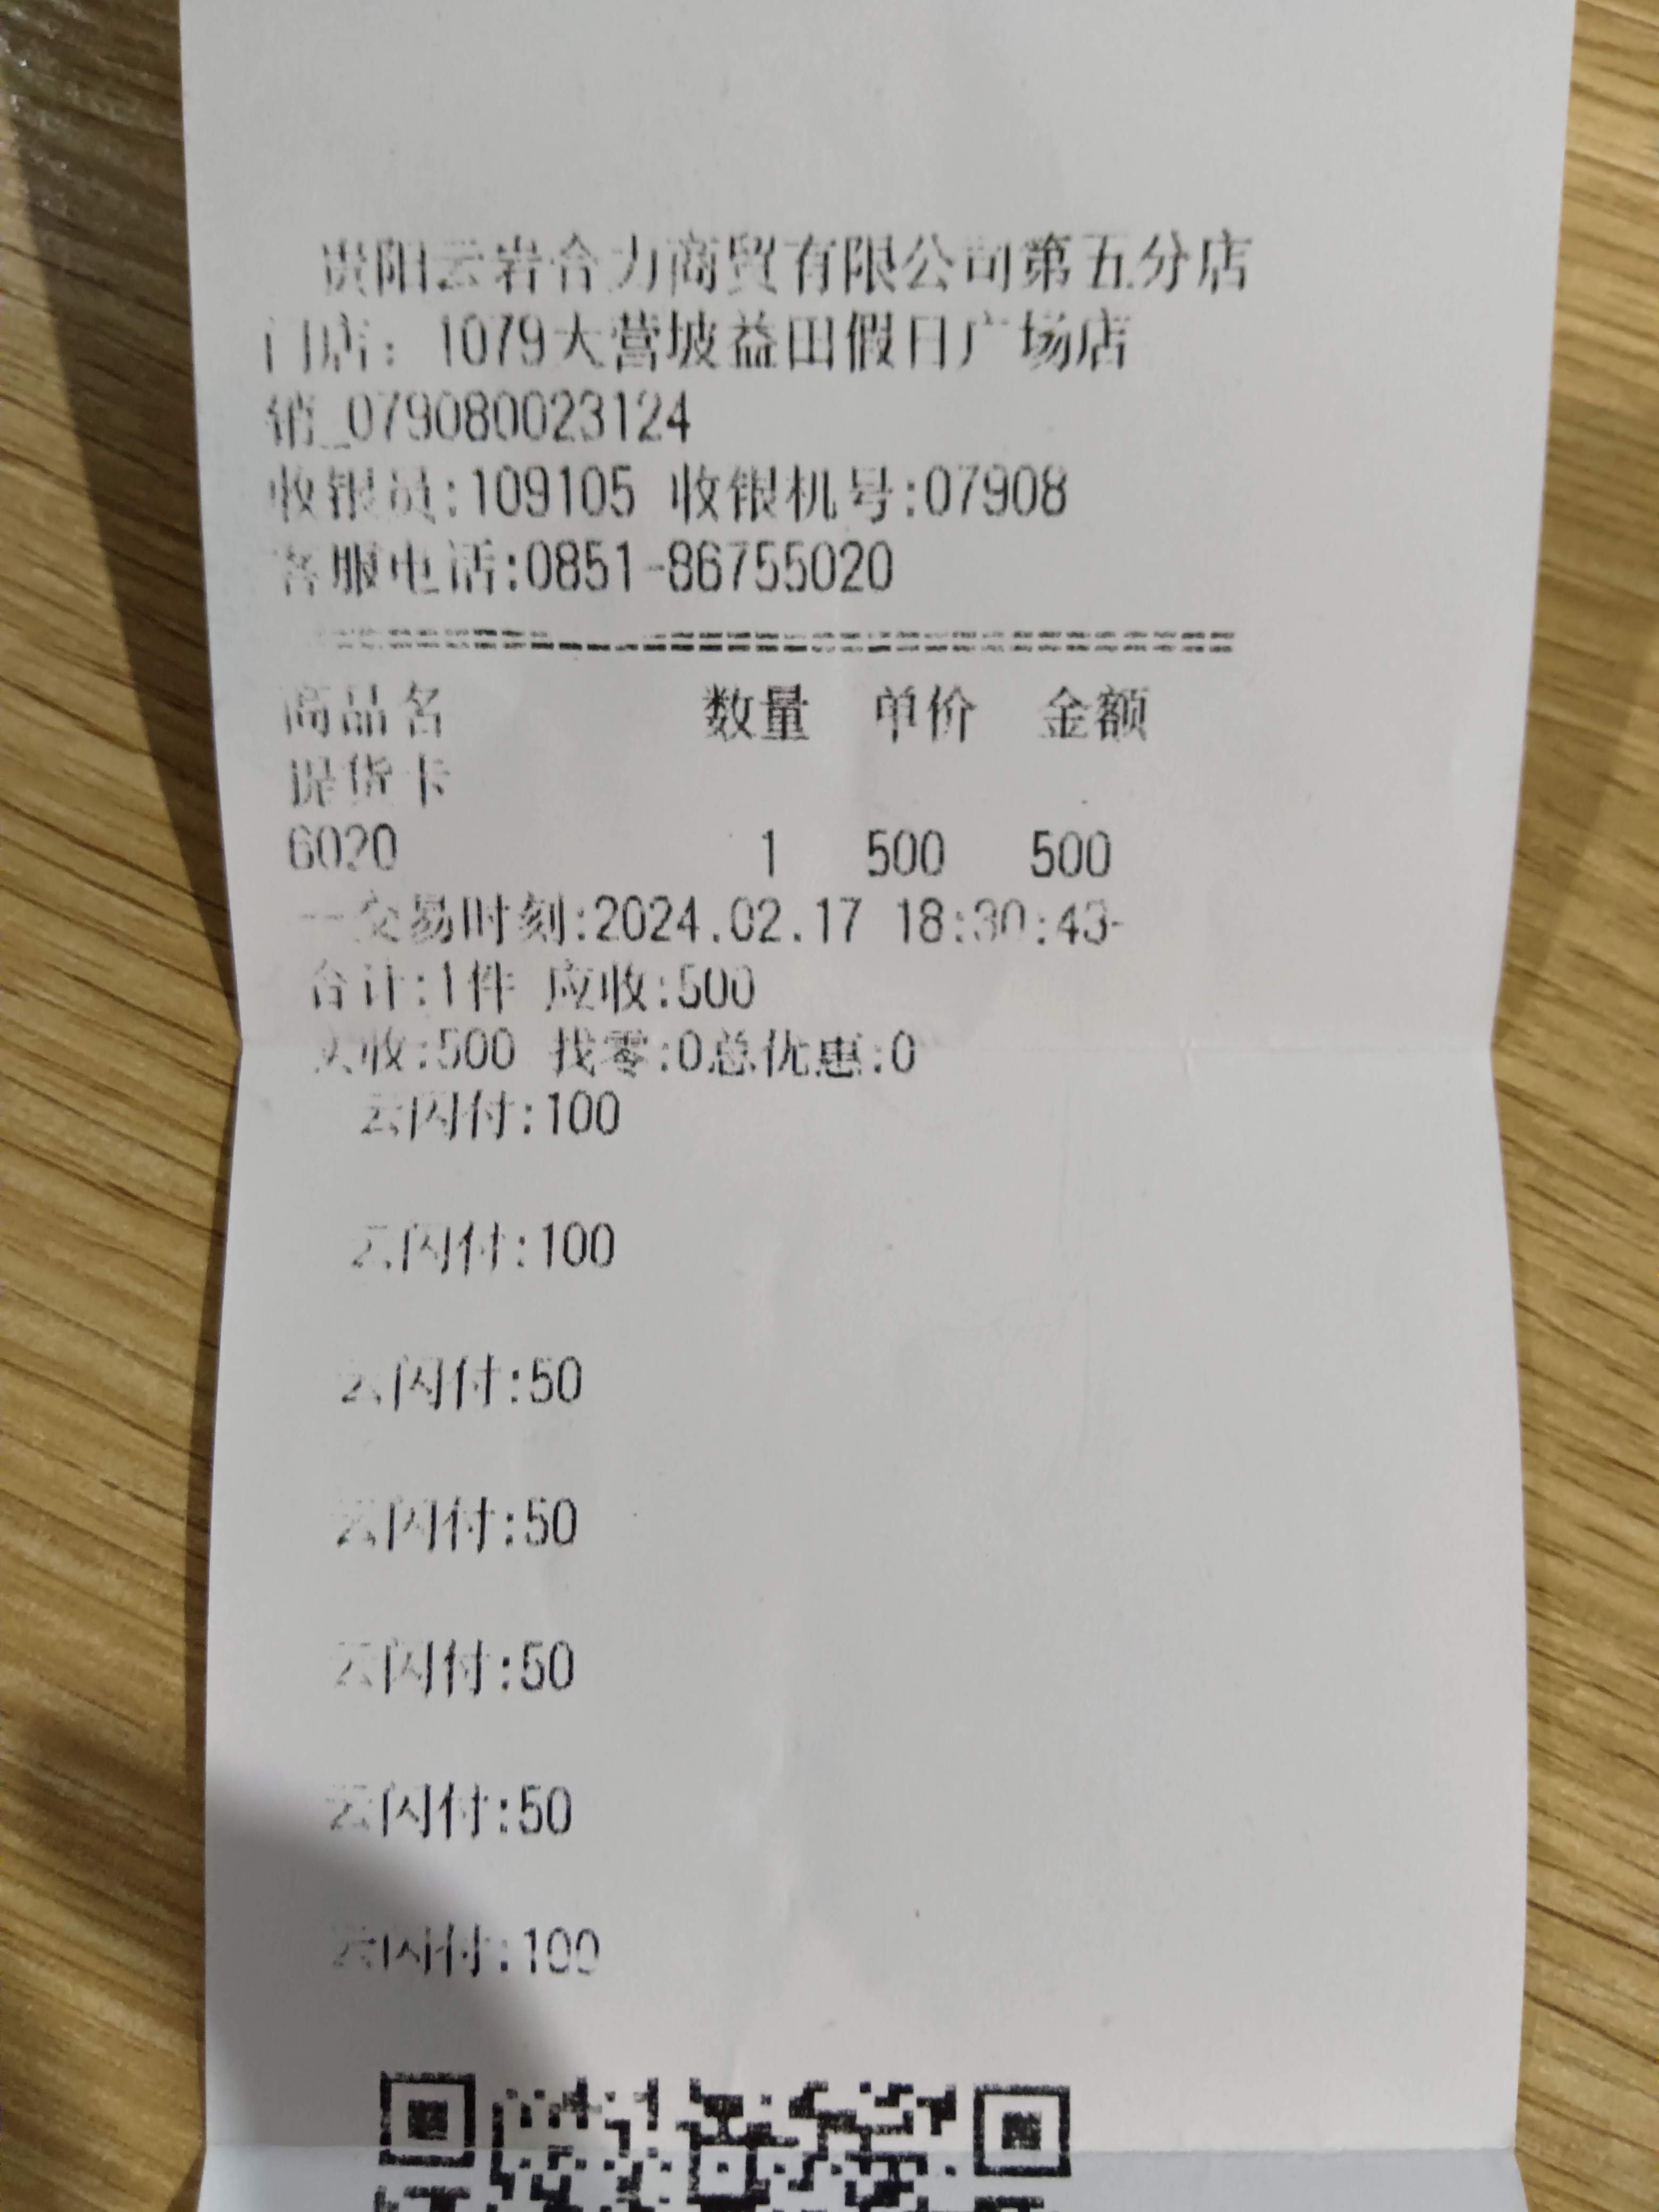 贵阳云岩合力商贸有限公司第五分店
门店：1079大营坡益田假日广场店
销_079080023124
收银员:109105 收银机号:07908
客服电话:0851-86755020
================================
商品名 数量 单价 金额
提货卡
6020 1 500 500
--交易时刻:2024.02.17 18:30:43-
合计:1件 应收:500
实收:500 找零:0总优惠:0
云闪付:100
云闪付:100
云闪付:50
云闪付:50
云闪付:50
云闪付:50
云闪付:100